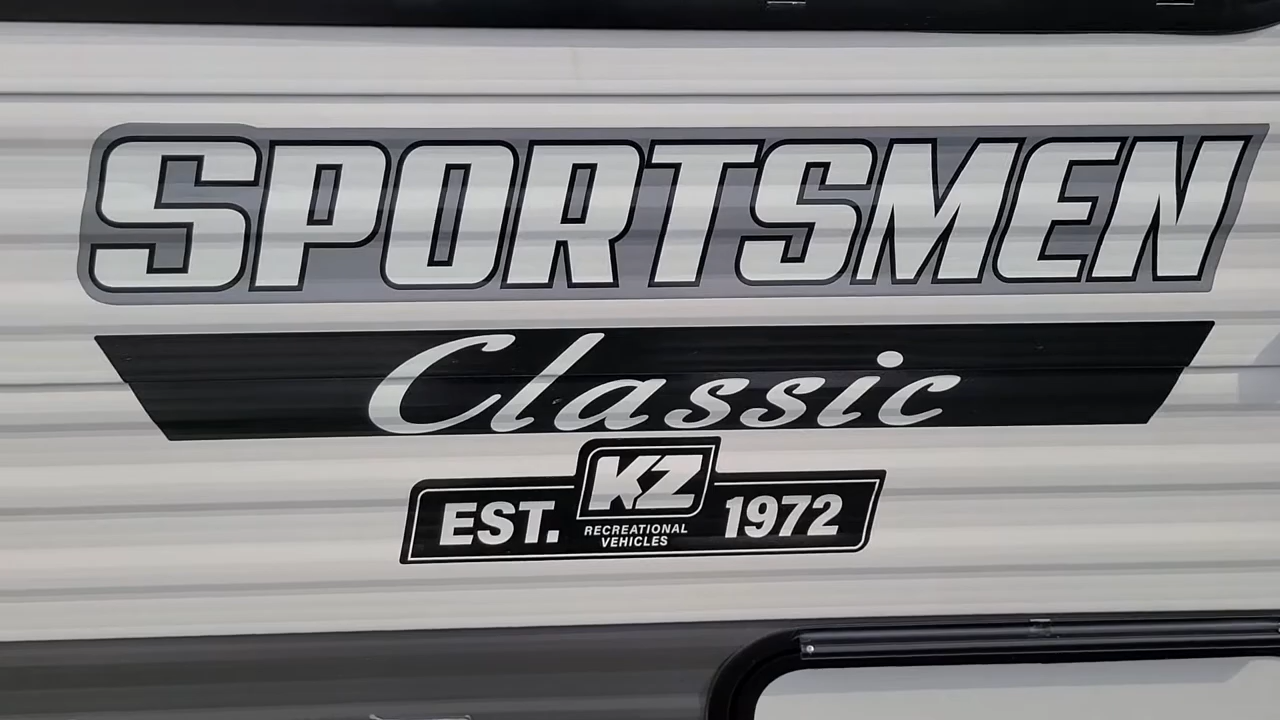 SPORTSMEN
Classic
EST. KZ 1972
RECREATIONAL
VEHICLES